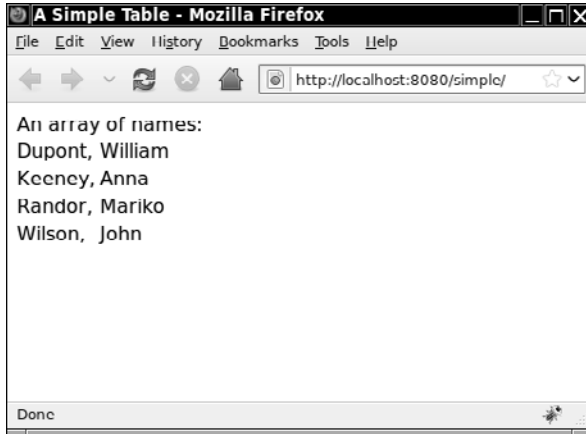 A Simple Table - Mozilla Firefox
File Edit View History Bookmarks Tools Help
http://localhost:8080/simple/
An array of names:
Dupont, William
Keeney, Anna
Randor, Mariko
Wilson, John
Done